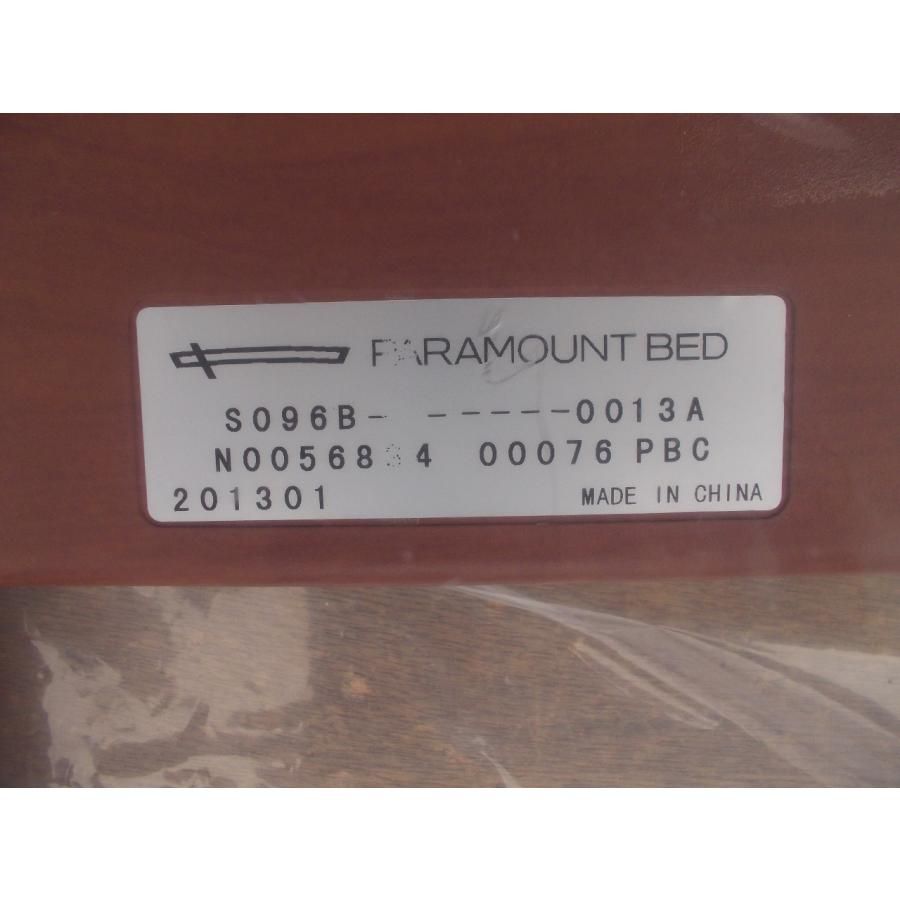 PARAMOUNT BED
S096B- -----0013A
00076 PBC
201301
MADE IN CHINA